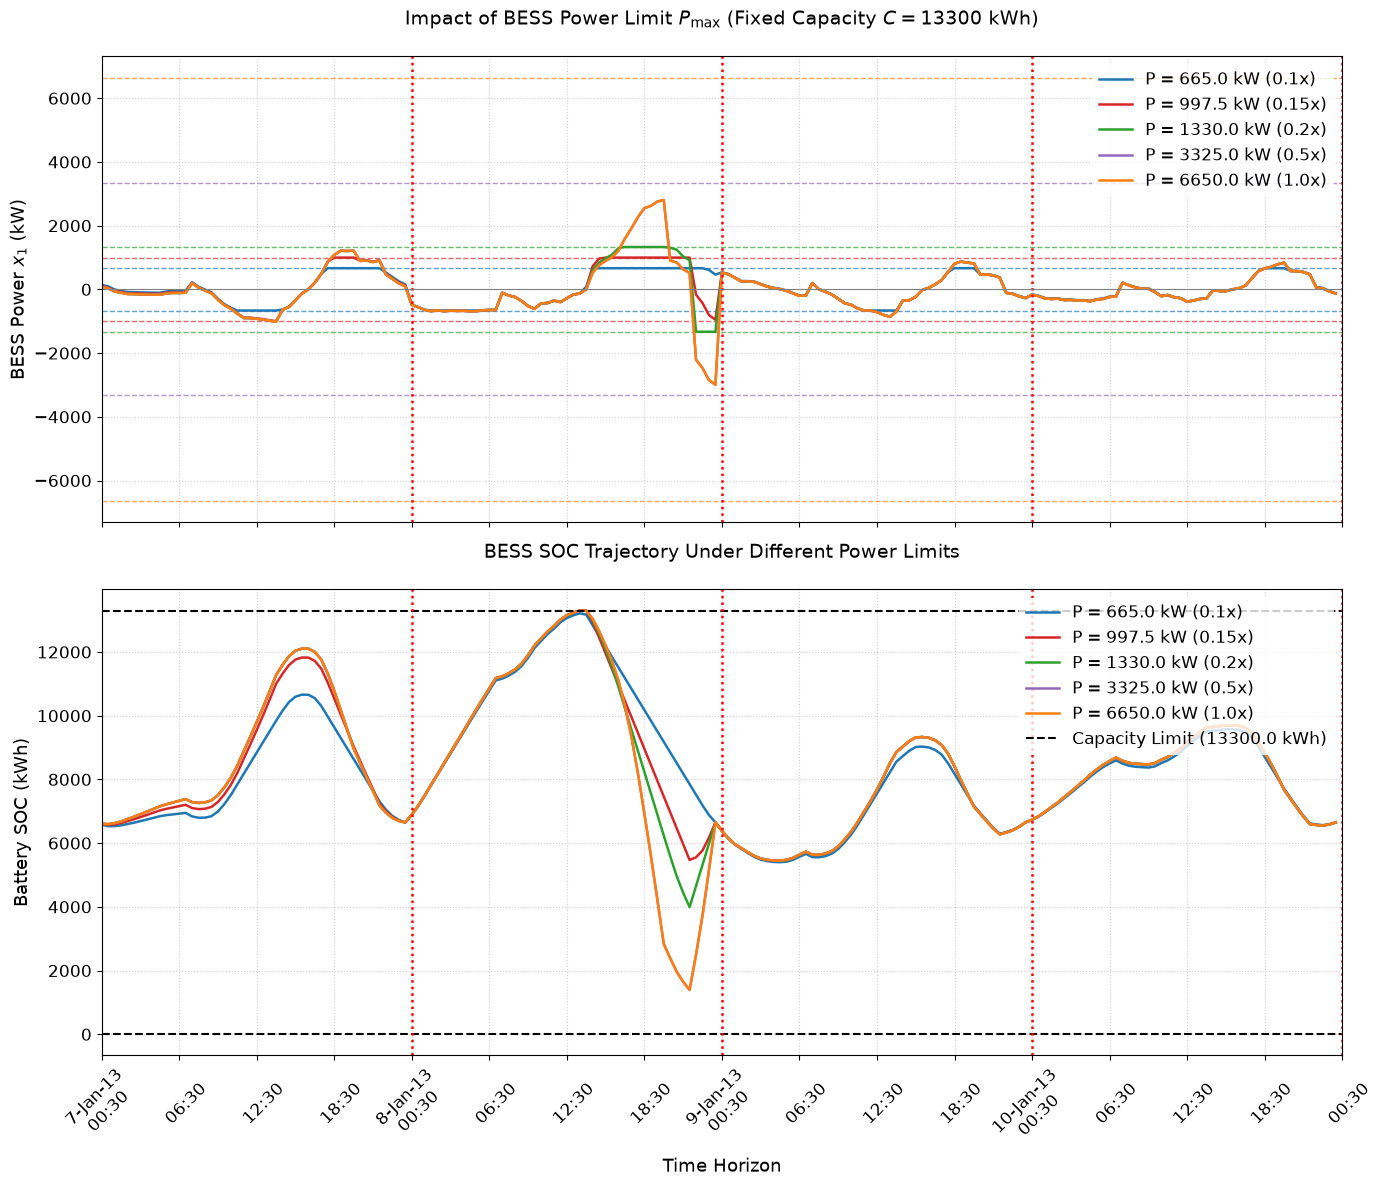 Impact of BESS Power Limit P_max (Fixed Capacity C = 13300 kWh)
P = 665.0 kW (0.1x)
P = 997.5 kW (0.15x)
P = 1330.0 kW (0.2x)
P = 3325.0 kW (0.5x)
P = 6650.0 kW (1.0x)
6000
4000
2000
0
−2000
−4000
−6000
BESS Power x₁ (kW)
BESS SOC Trajectory Under Different Power Limits
P = 665.0 kW (0.1x)
P = 997.5 kW (0.15x)
P = 1330.0 kW (0.2x)
P = 3325.0 kW (0.5x)
P = 6650.0 kW (1.0x)
Capacity Limit (13300.0 kWh)
12000
10000
8000
6000
4000
2000
0
Battery SOC (kWh)
7-Jan-13
00:30
06:30
12:30
18:30
8-Jan-13
00:30
06:30
12:30
18:30
9-Jan-13
00:30
06:30
12:30
18:30
10-Jan-13
00:30
06:30
12:30
18:30
00:30
Time Horizon